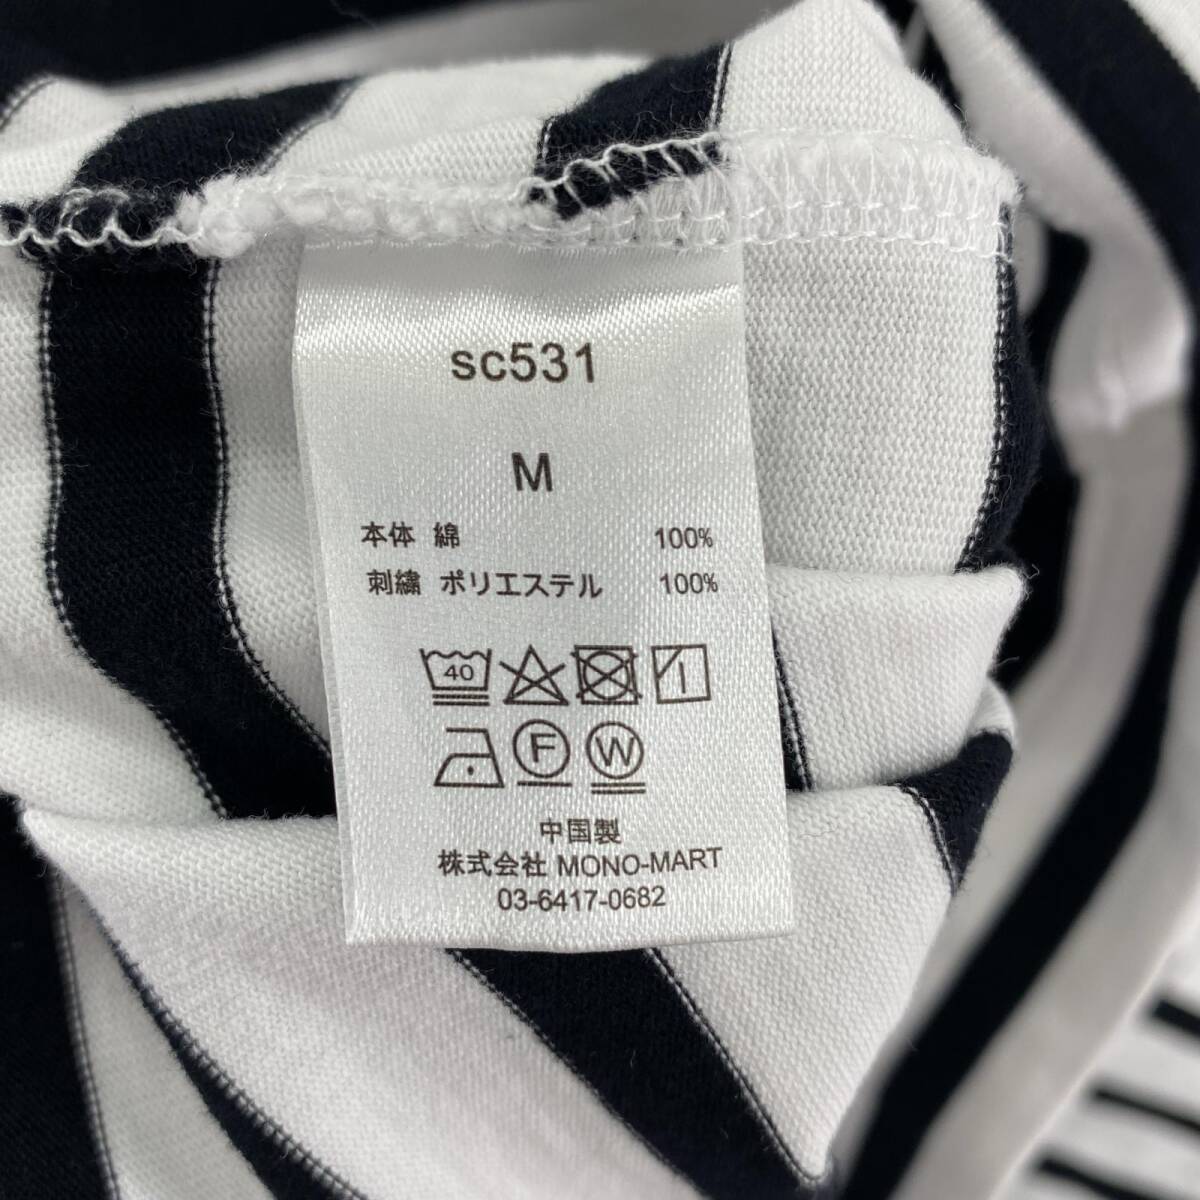 sc531
M
本体 綿 100%
刺繍 ポリエステル 100%
40
F W
中国製
株式会社 MONO-MART
03-6417-0682